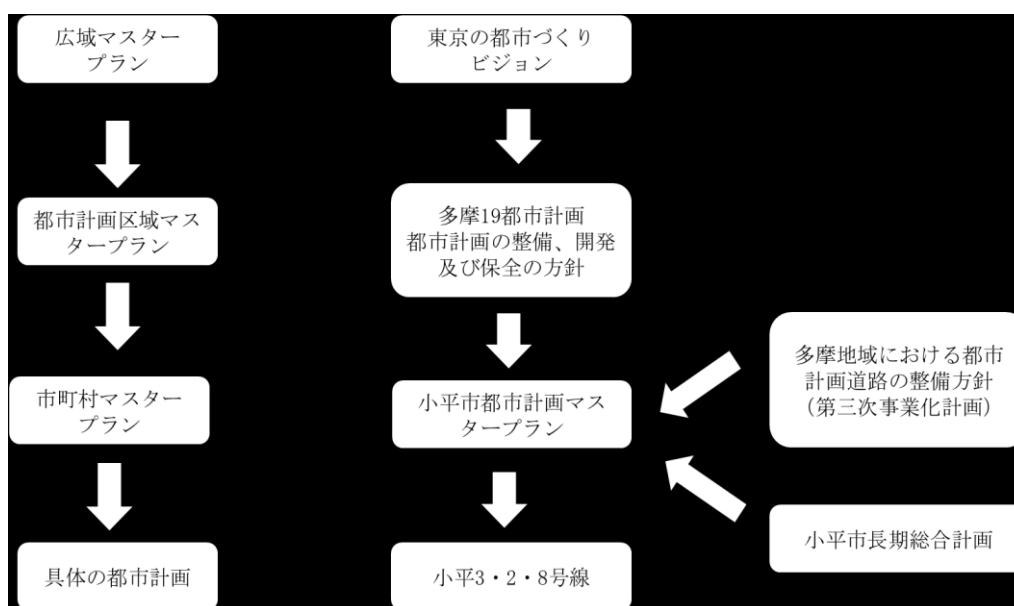 広域マスター
プラン
都市計画区域マス
タープラン
市町村マスター
プラン
具体の都市計画
東京の都市づくり
ビジョン
多摩19都市計画
都市計画の整備、開発
及び保全の方針
小平市都市計画マス
タープラン
小平3・2・8号線
多摩地域における都市
計画道路の整備方針
（第三次事業化計画）
小平市長期総合計画